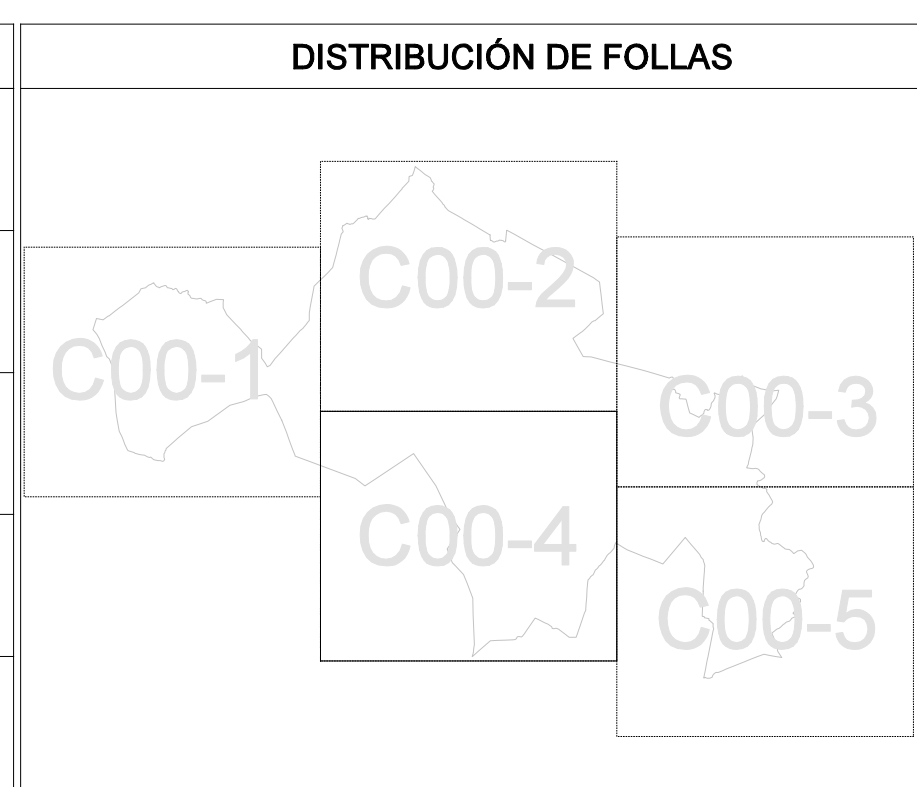 DISTRIBUCIÓN DE FOLLAS
C00-1
C00-2
C00-3
C00-4
C00-5